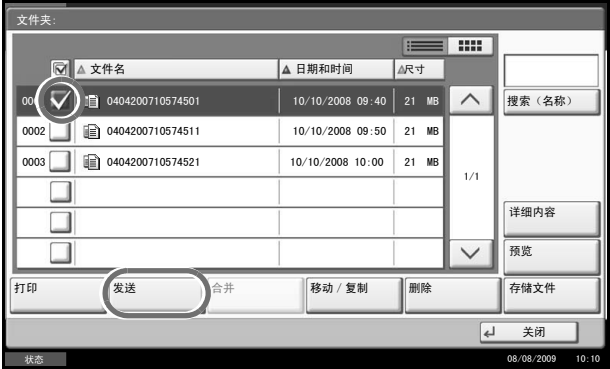 文件夹:
文件名 日期和时间 尺寸
0404200710574501 10/10/2008 09:40 21 MB
搜索（名称）
0002 0404200710574511 10/10/2008 09:50 21 MB
0003 0404200710574521 10/10/2008 10:00 21 MB
1/1
详细内容
预览
打印 发送 合并 移动 / 复制 删除 存储文件
关闭
状态 08/08/2009 10:10